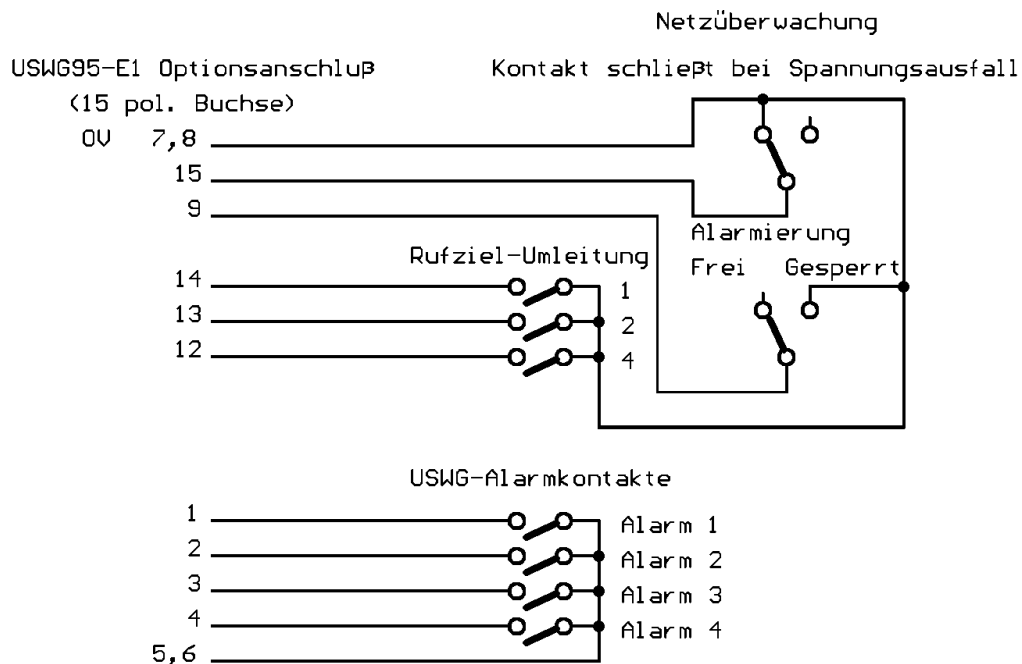 Netzüberwachung
USWG95-E1 Optionsanschluß
Kontakt schließt bei Spannungsausfall
(15 pol. Buchse)
0V 7,8
15
9
Alarmierung
Rufziel-Umleitung
Frei Gesperrt
14
1
13
2
12
4
USWG-Alarmkontakte
1
Alarm 1
2
Alarm 2
3
Alarm 3
4
Alarm 4
5,6